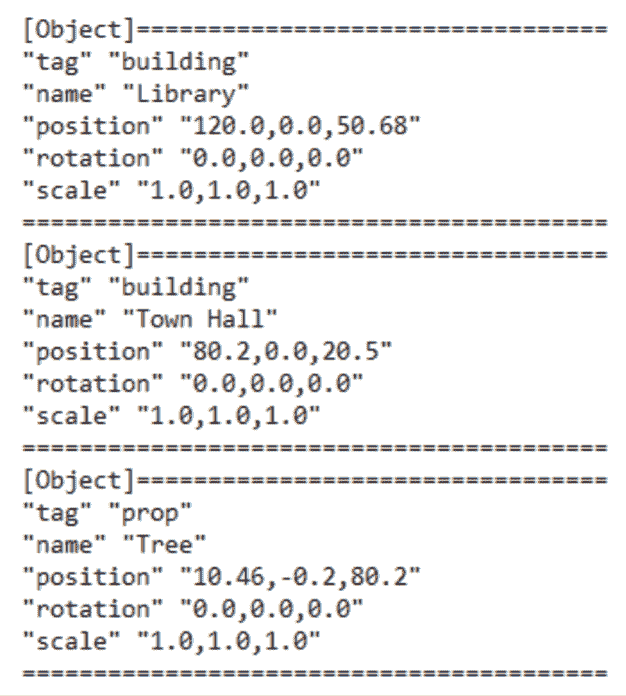 [Object]=================================
"tag" "building"
"name" "Library"
"position" "120.0,0.0,50.68"
"rotation" "0.0,0.0,0.0"
"scale" "1.0,1.0,1.0"
=========================================
[Object]=================================
"tag" "building"
"name" "Town Hall"
"position" "80.2,0.0,20.5"
"rotation" "0.0,0.0,0.0"
"scale" "1.0,1.0,1.0"
=========================================
[Object]=================================
"tag" "prop"
"name" "Tree"
"position" "10.46,-0.2,80.2"
"rotation" "0.0,0.0,0.0"
"scale" "1.0,1.0,1.0"
=========================================